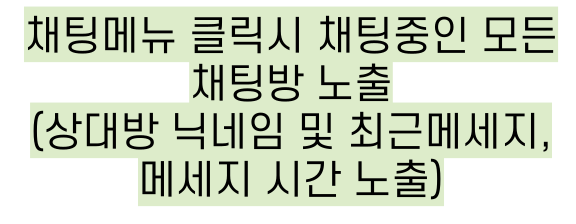 채팅메뉴 클릭시 채팅중인 모든
채팅방 노출
(상대방 닉네임 및 최근메세지,
메세지 시간 노출)